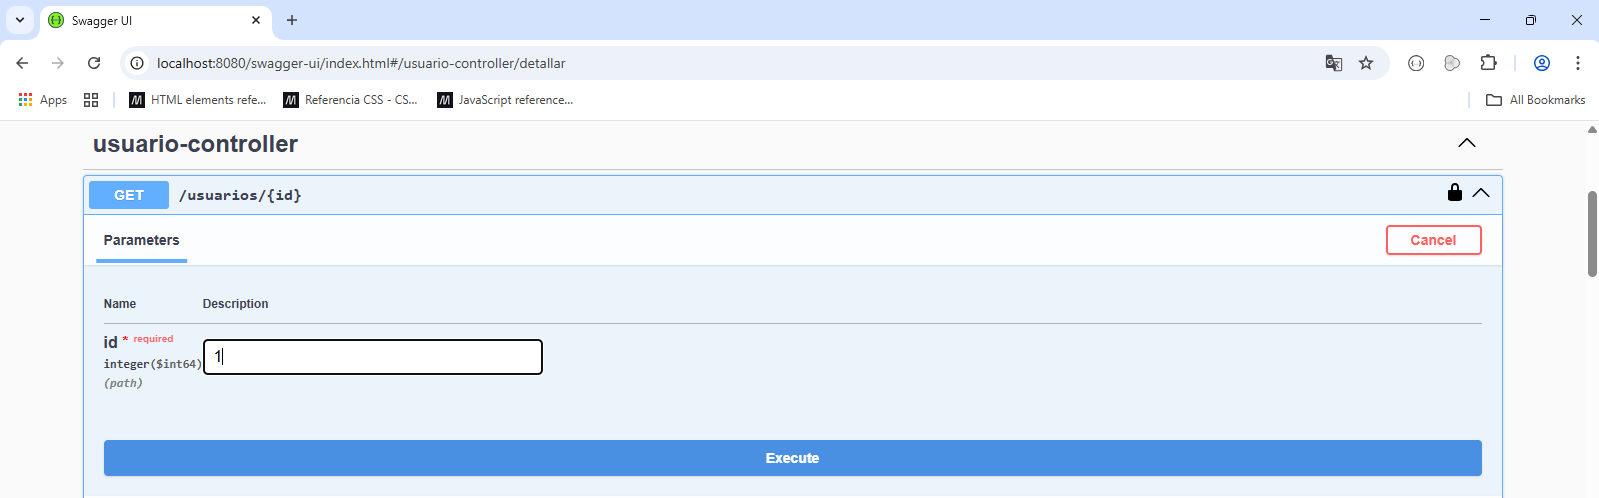 Swagger UI
localhost:8080/swagger-ui/index.html#/usuario-controller/detallar
Apps
HTML elements refe...
Referencia CSS - CS...
JavaScript reference...
All Bookmarks
usuario-controller
GET /usuarios/{id}
Parameters
Cancel
Name Description
id * required
integer($int64)
(path)
1
Execute